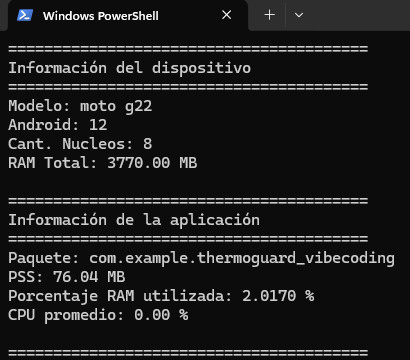 Windows PowerShell
========================================
Información del dispositivo
========================================
Modelo: moto g22
Android: 12
Cant. Nucleos: 8
RAM Total: 3770.00 MB
========================================
Información de la aplicación
========================================
Paquete: com.example.thermoguard_vibecoding
PSS: 76.04 MB
Porcentaje RAM utilizada: 2.0170 %
CPU promedio: 0.00 %
========================================